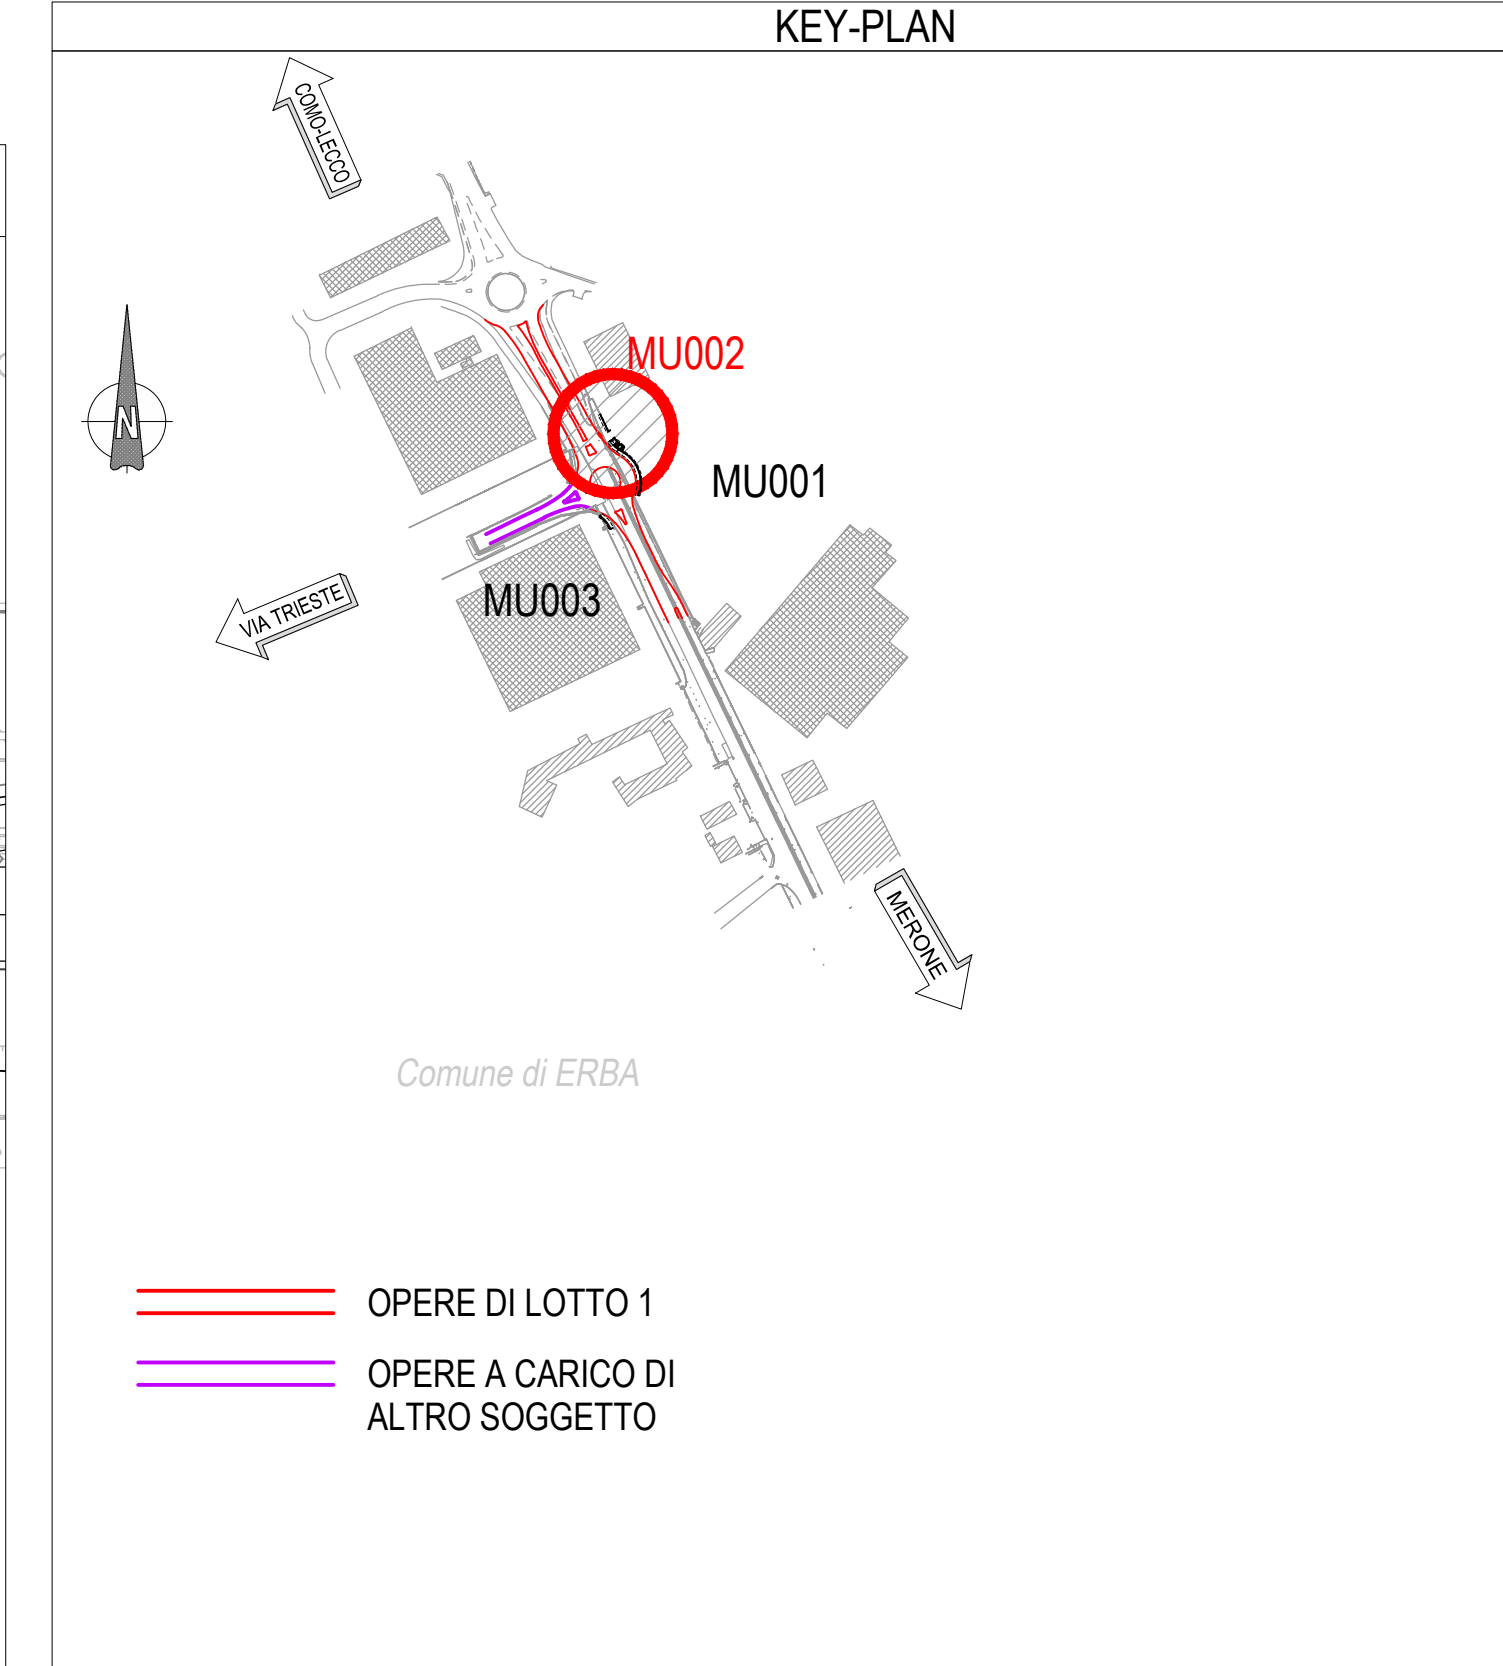 KEY-PLAN
COMO-LECCO
MU002
N
MU001
MU003
VIA TRIESTE
MERONE
Comune di ERBA
OPERE DI LOTTO 1
OPERE A CARICO DI
ALTRO SOGGETTO